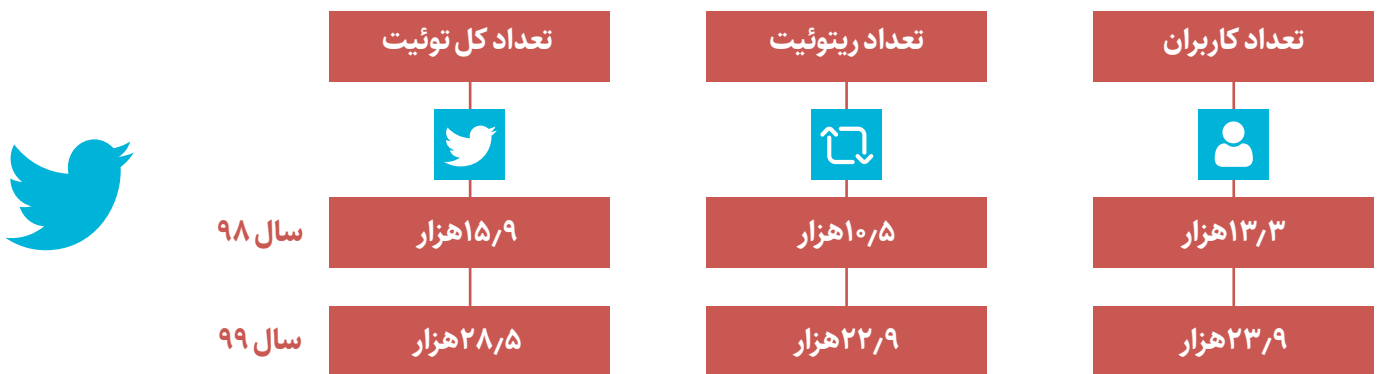 تعداد کاربران
تعداد ریتوئیت
تعداد کل توئیت
۱۳٫۳هزار
۱۰٫۵هزار
۱۵٫۹هزار
سال ۹۸
۲۳٫۹هزار
۲۲٫۹هزار
۲۸٫۵هزار
سال ۹۹